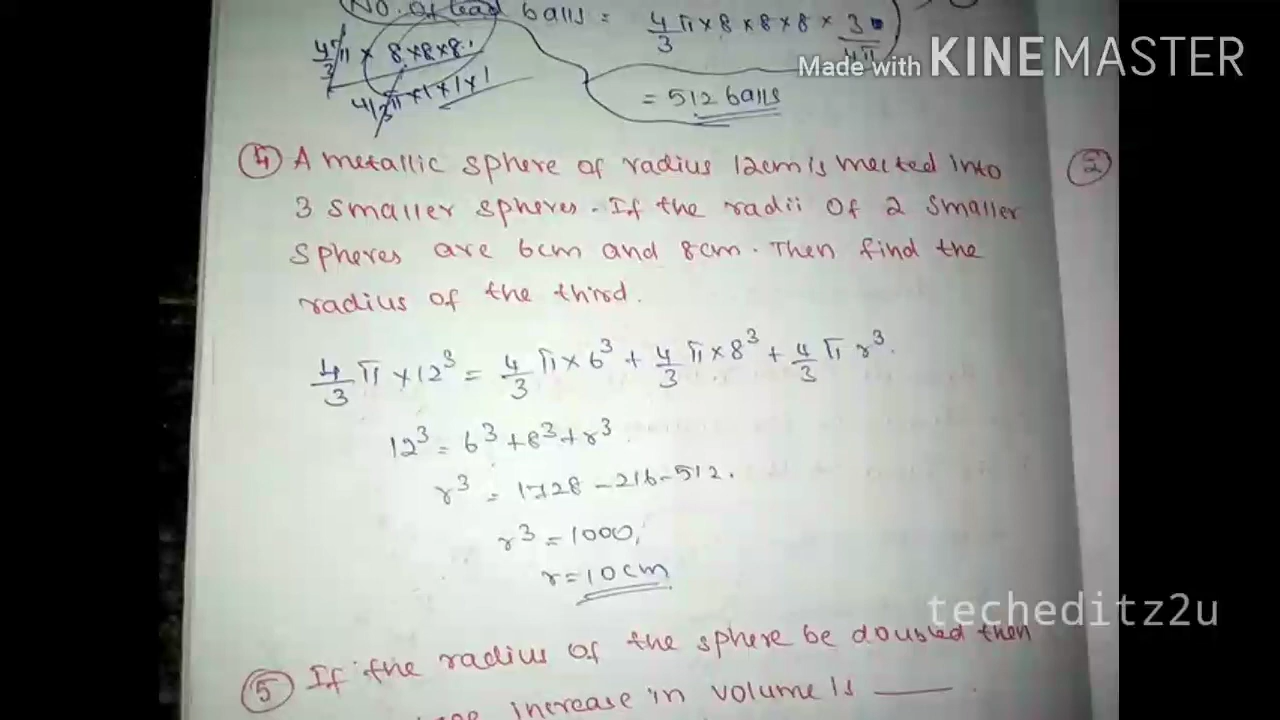 No. of lead balls = 4/3 π × 8 × 8 × 8 × 3/4π
4/3 π × 8×8×8
4/3 π×1×1×1
= 512 balls
Made with KINEMASTER
④ A metallic sphere of radius 12cm is melted into
3 smaller spheres. If the radii of 2 smaller
spheres are 6cm and 8cm. Then find the
radius of the third.
4/3 π × 12³ = 4/3 π × 6³ + 4/3 π × 8³ + 4/3 π r³.
12³ = 6³ + 8³ + r³
r³ = 1728 – 216 – 512.
r³ = 1000,
r = 10 cm
techeditz2u
⑤ If the radius of the sphere be doubled then
increase in volume is ___.
②